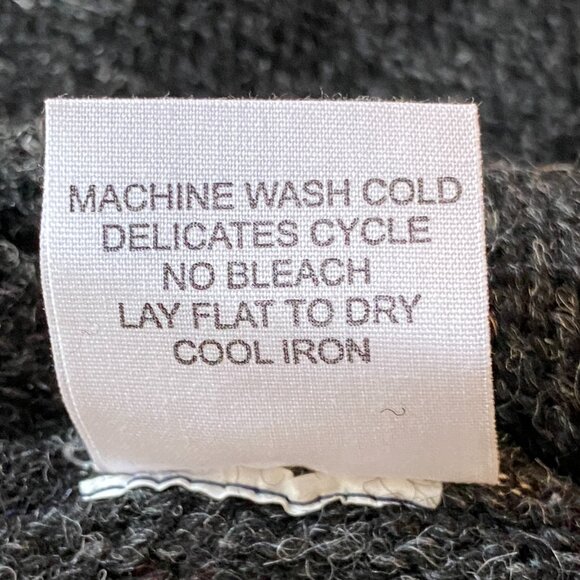 MACHINE WASH COLD
DELICATES CYCLE
NO BLEACH
LAY FLAT TO DRY
COOL IRON